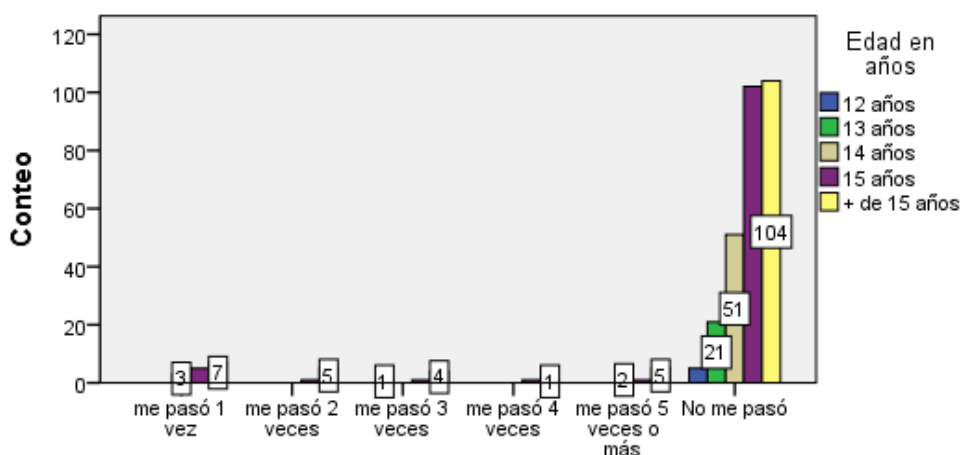 120
100
80
60
40
20
0
Conteo
3
7
5
1
4
1
2
5
21
51
104
me pasó 1 vez
me pasó 2 veces
me pasó 3 veces
me pasó 4 veces
me pasó 5 veces o más
No me pasó
Edad en
años
12 años
13 años
14 años
15 años
+ de 15 años